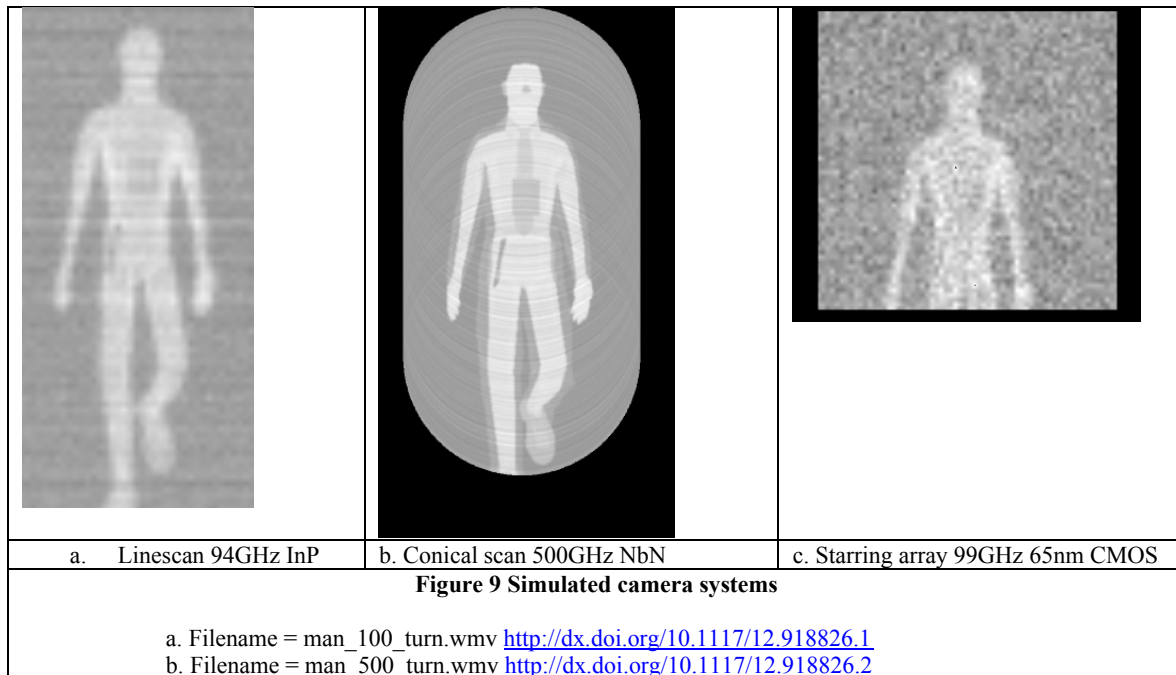 a. Linescan 94GHz InP
b. Conical scan 500GHz NbN
c. Starring array 99GHz 65nm CMOS
Figure 9 Simulated camera systems
a. Filename = man_100_turn.wmv http://dx.doi.org/10.1117/12.918826.1
b. Filename = man_500_turn.wmv http://dx.doi.org/10.1117/12.918826.2